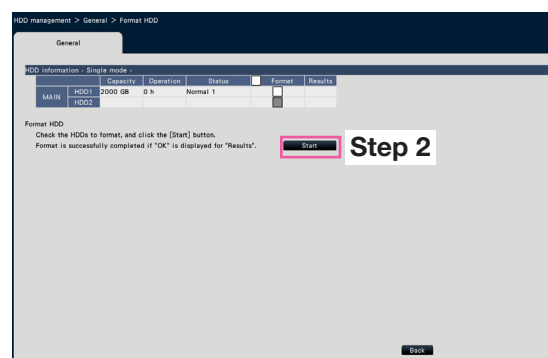 HDD management > General > Format HDD
General
HDD information - Single mode -
Capacity Operation Status Format Results
MAIN HDD1 2000 GB 0 h Normal 1
HDD2
Format HDD
Check the HDDs to format, and click the [Start] button.
Format is successfully completed if "OK" is displayed for "Results".
Start
Step 2
Back